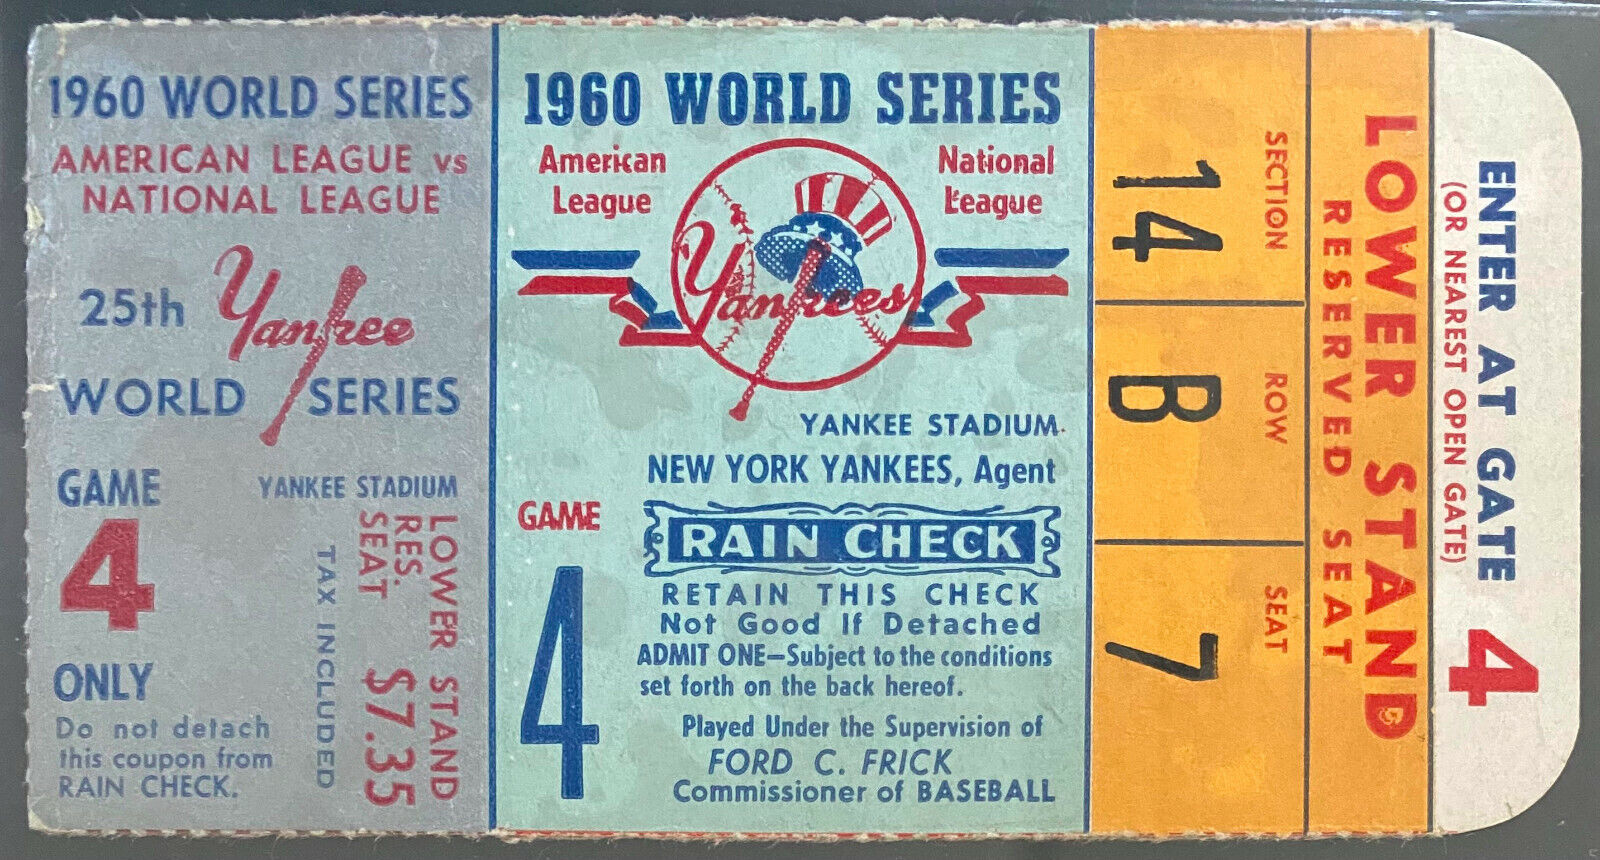 1960 WORLD SERIES
AMERICAN LEAGUE vs
NATIONAL LEAGUE
25th Yankee
WORLD SERIES
GAME
4
ONLY
Do not detach
this coupon from
RAIN CHECK.
YANKEE STADIUM
LOWER STAND
RES.
SEAT $7.35
TAX INCLUDED
1960 WORLD SERIES
American
League
National
League
Yankees
YANKEE STADIUM
NEW YORK YANKEES, Agent
GAME
4
RAIN CHECK
RETAIN THIS CHECK
Not Good If Detached
ADMIT ONE—Subject to the conditions
set forth on the back hereof.
Played Under the Supervision of
FORD C. FRICK
Commissioner of BASEBALL
SECTION ROW SEAT
14 B 7
LOWER STAND
RESERVED SEAT
ENTER AT GATE 4
(OR NEAREST OPEN GATE)